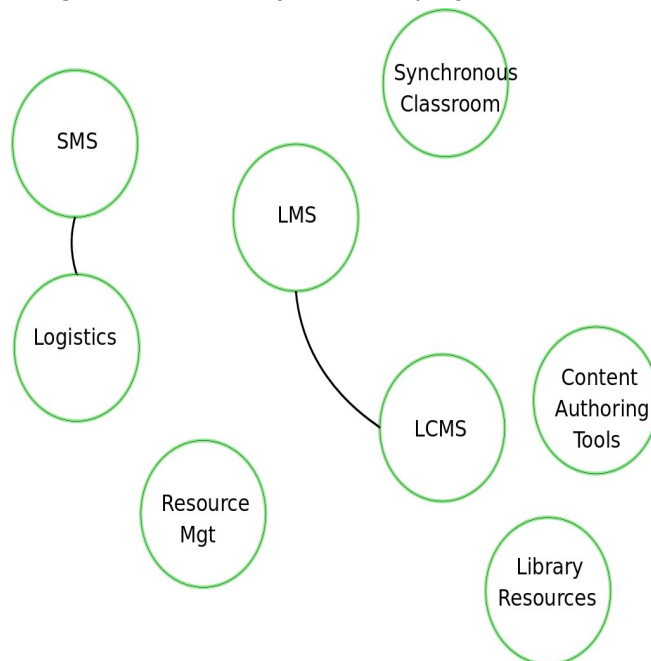 Synchronous
Classroom
SMS
LMS
Logistics
Content
Authoring
Tools
LCMS
Resource
Mgt
Library
Resources